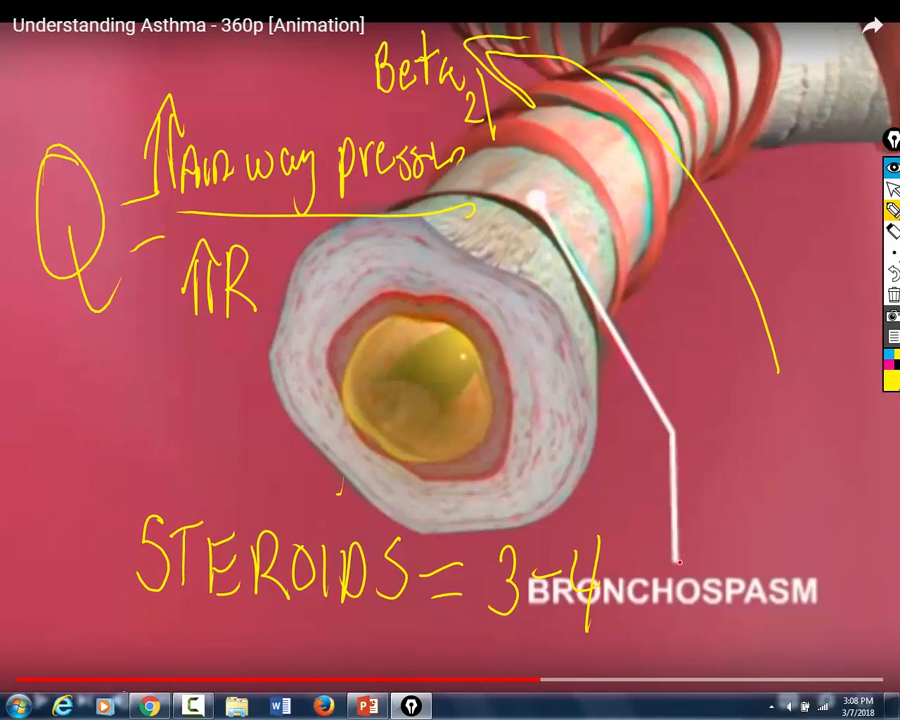 Understanding Asthma - 360p [Animation]
Beta 2 ↓
↑ Airway pressure
Q =
↑R
STEROIDS = 3-4
BRONCHOSPASM
3:08 PM
3/7/2018